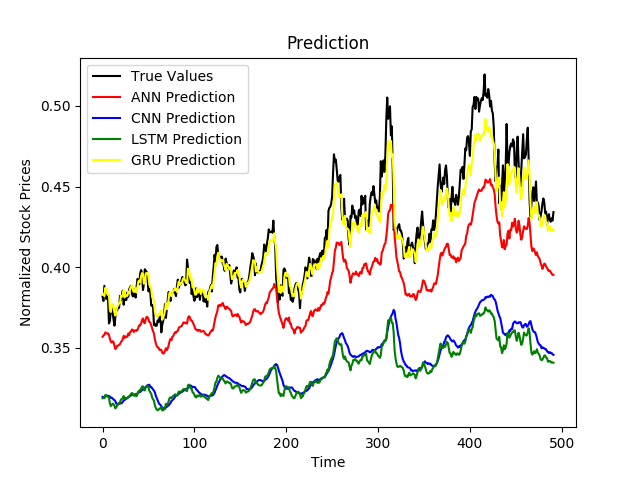 Prediction
True Values
ANN Prediction
CNN Prediction
LSTM Prediction
GRU Prediction
Normalized Stock Prices
0.50
0.45
0.40
0.35
0 100 200 300 400 500
Time